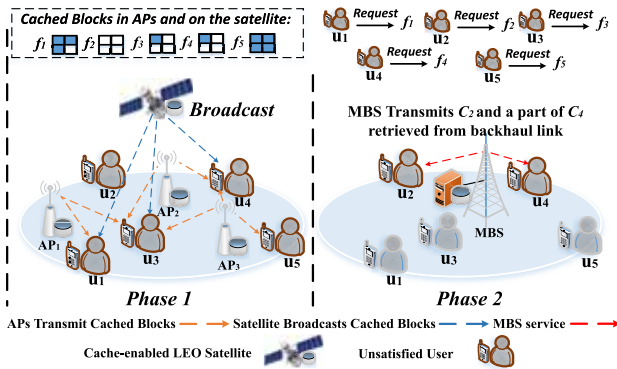 Cached Blocks in APs and on the satellite:
f1 f2 f3 f4 f5
Request Request Request
u1 f1 u2 f2 u3 f3
Request Request
u4 f4 u5 f5
Broadcast
MBS Transmits C2 and a part of C4
retrieved from backhaul link
u2 AP2 u4
AP1 u3 AP3 u5
u1
Phase 1
u2 u4
MBS
u3 u5
u1
Phase 2
APs Transmit Cached Blocks Satellite Broadcasts Cached Blocks MBS service
Cache-enabled LEO Satellite Unsatisfied User